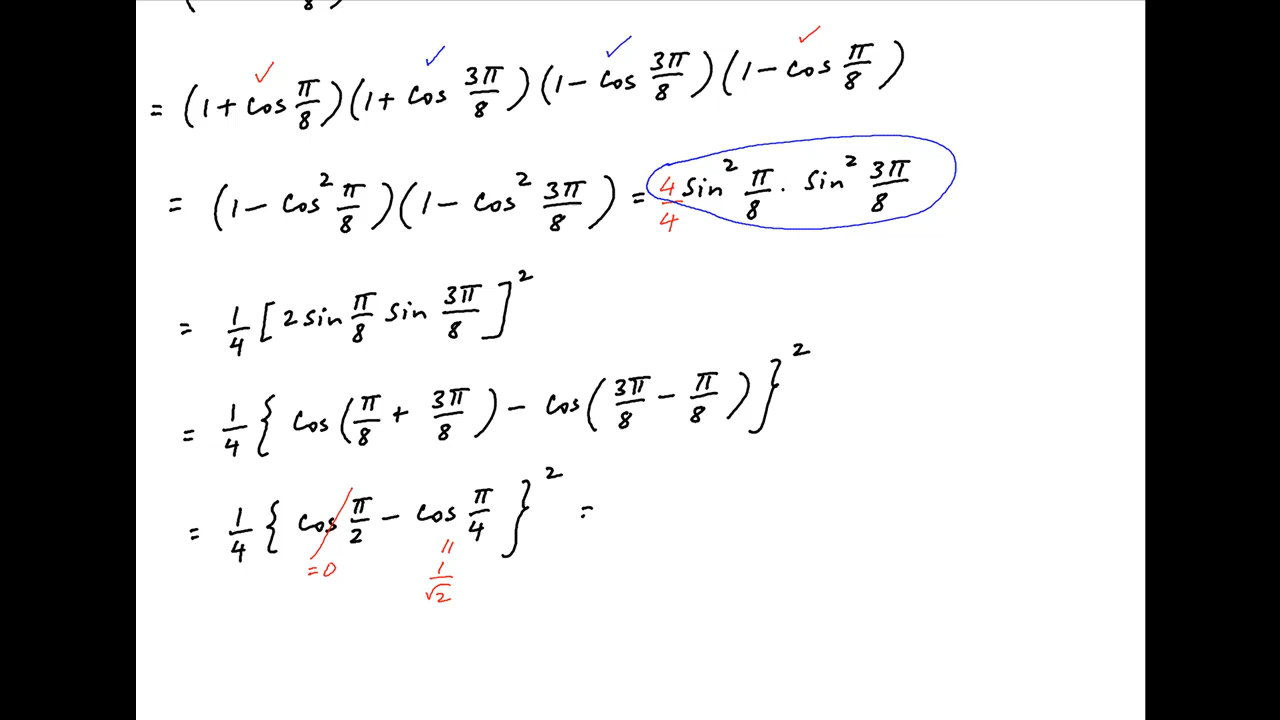 = (1 + cos π/8)(1 + cos 3π/8)(1 − cos 3π/8)(1 − cos π/8)
= (1 − cos² π/8)(1 − cos² 3π/8) = 4/4 sin² π/8 · sin² 3π/8
= 1/4 [2 sin π/8 sin 3π/8]²
= 1/4 { cos(π/8 + 3π/8) − cos(3π/8 − π/8) }²
= 1/4 { cos π/2 − cos π/4 }² =
=0 = 1/√2